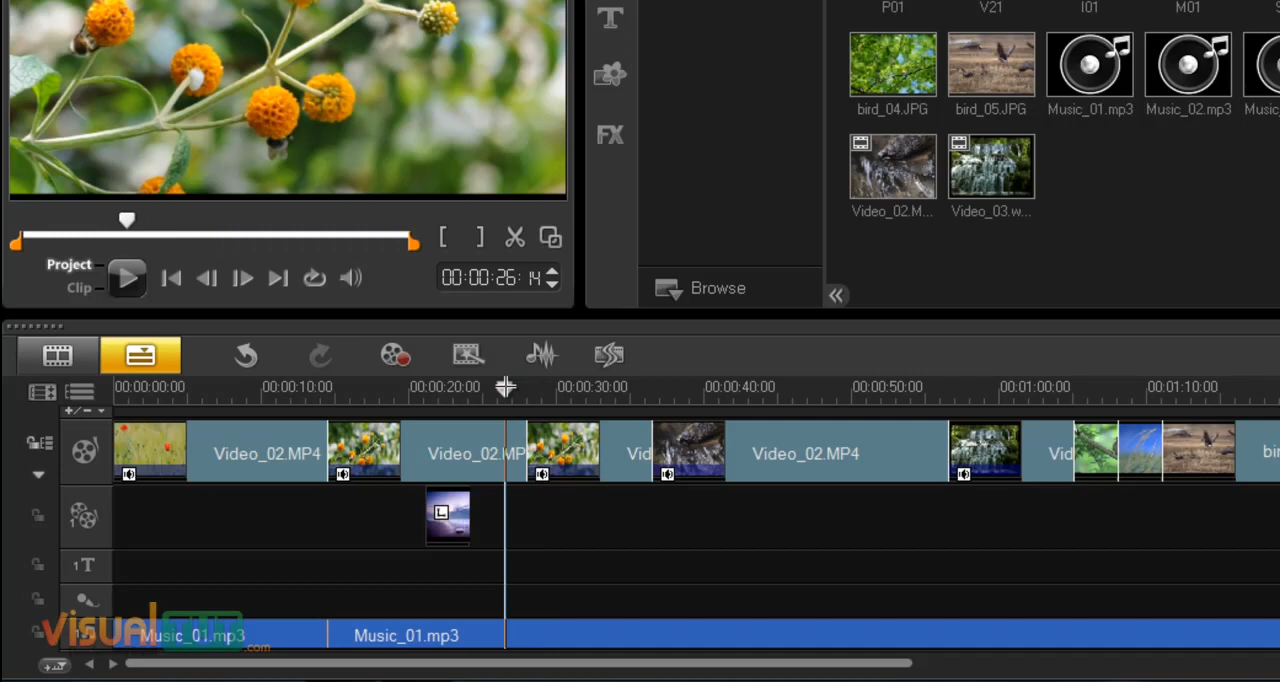 P01 V21 I01 M01
T
bird_04.JPG bird_05.JPG Music_01.mp3 Music_02.mp3 Music
FX
Video_02.M... Video_03.w...
[ ]
Project
Clip
00:00:26:14
Browse
00:00:00:00 00:00:10:00 00:00:20:00 00:00:30:00 00:00:40:00 00:00:50:00 00:01:00:00 00:01:10:00
Video_02.MP4 Video_02.MP Vid Video_02.MP4 Vid bir
L
1
1T
visual TUT .com
Music_01.mp3 Music_01.mp3